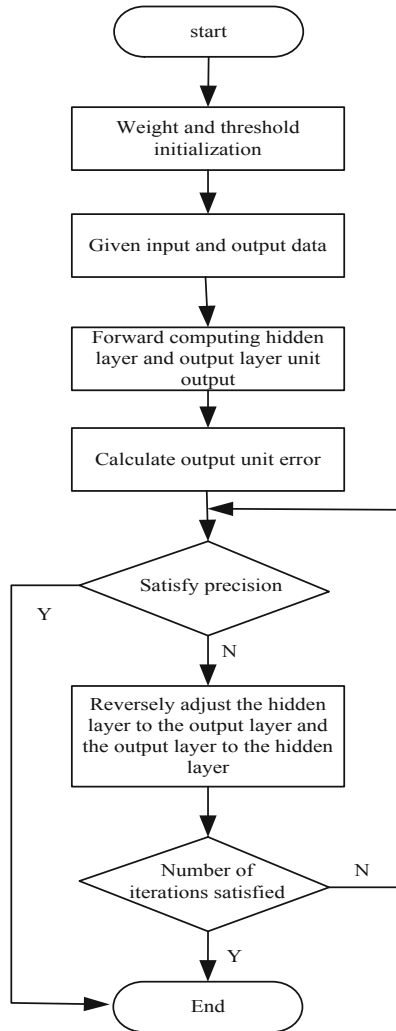 start
Weight and threshold
initialization
Given input and output data
Forward computing hidden
layer and output layer unit
output
Calculate output unit error
Satisfy precision
Y
N
Reversely adjust the hidden
layer to the output layer and
the output layer to the hidden
layer
Number of
iterations satisfied
N
Y
End